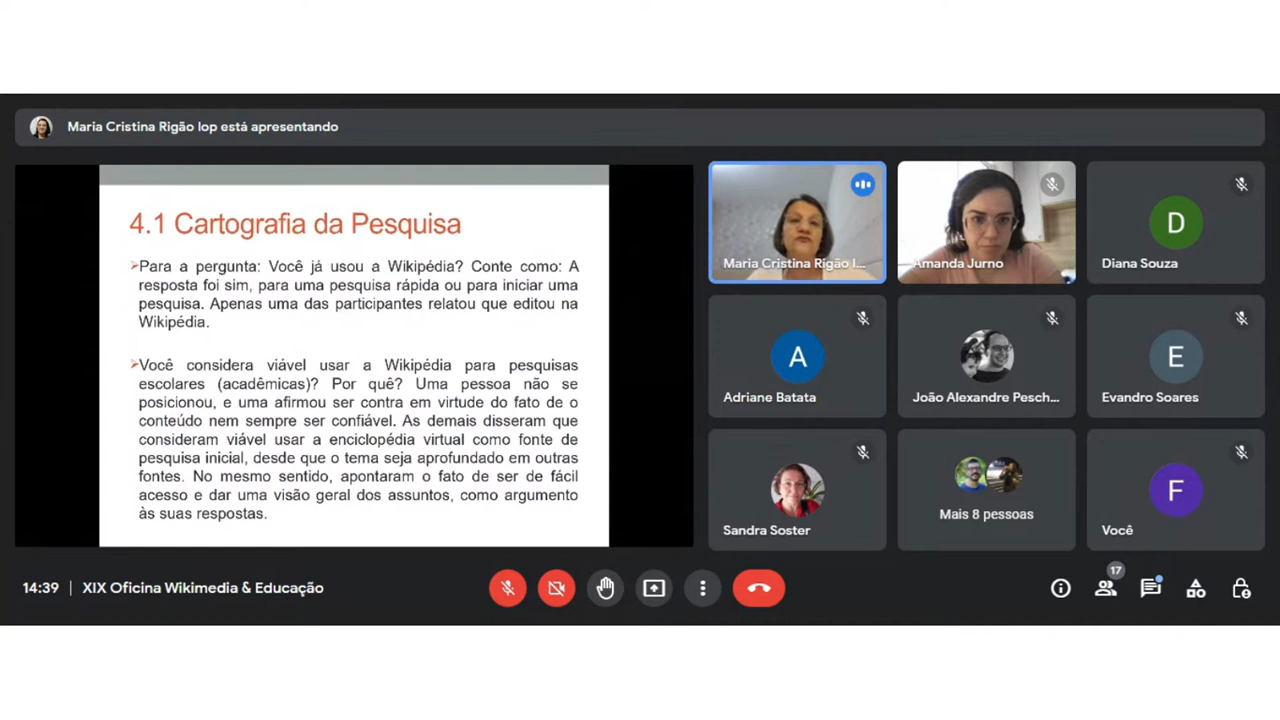 Maria Cristina Rigão Iop está apresentando
4.1 Cartografia da Pesquisa
➢Para a pergunta: Você já usou a Wikipédia? Conte como: A
resposta foi sim, para uma pesquisa rápida ou para iniciar uma
pesquisa. Apenas uma das participantes relatou que editou na
Wikipédia.
➢Você considera viável usar a Wikipédia para pesquisas
escolares (acadêmicas)? Por quê? Uma pessoa não se
posicionou, e uma afirmou ser contra em virtude do fato de o
conteúdo nem sempre ser confiável. As demais disseram que
consideram viável usar a enciclopédia virtual como fonte de
pesquisa inicial, desde que o tema seja aprofundado em outras
fontes. No mesmo sentido, apontaram o fato de ser de fácil
acesso e dar uma visão geral dos assuntos, como argumento
às suas respostas.
Maria Cristina Rigão I...
Amanda Jurno
D
Diana Souza
A
Adriane Batata
João Alexandre Pesch...
E
Evandro Soares
Sandra Soster
Mais 8 pessoas
F
Você
14:39 | XIX Oficina Wikimedia & Educação
17